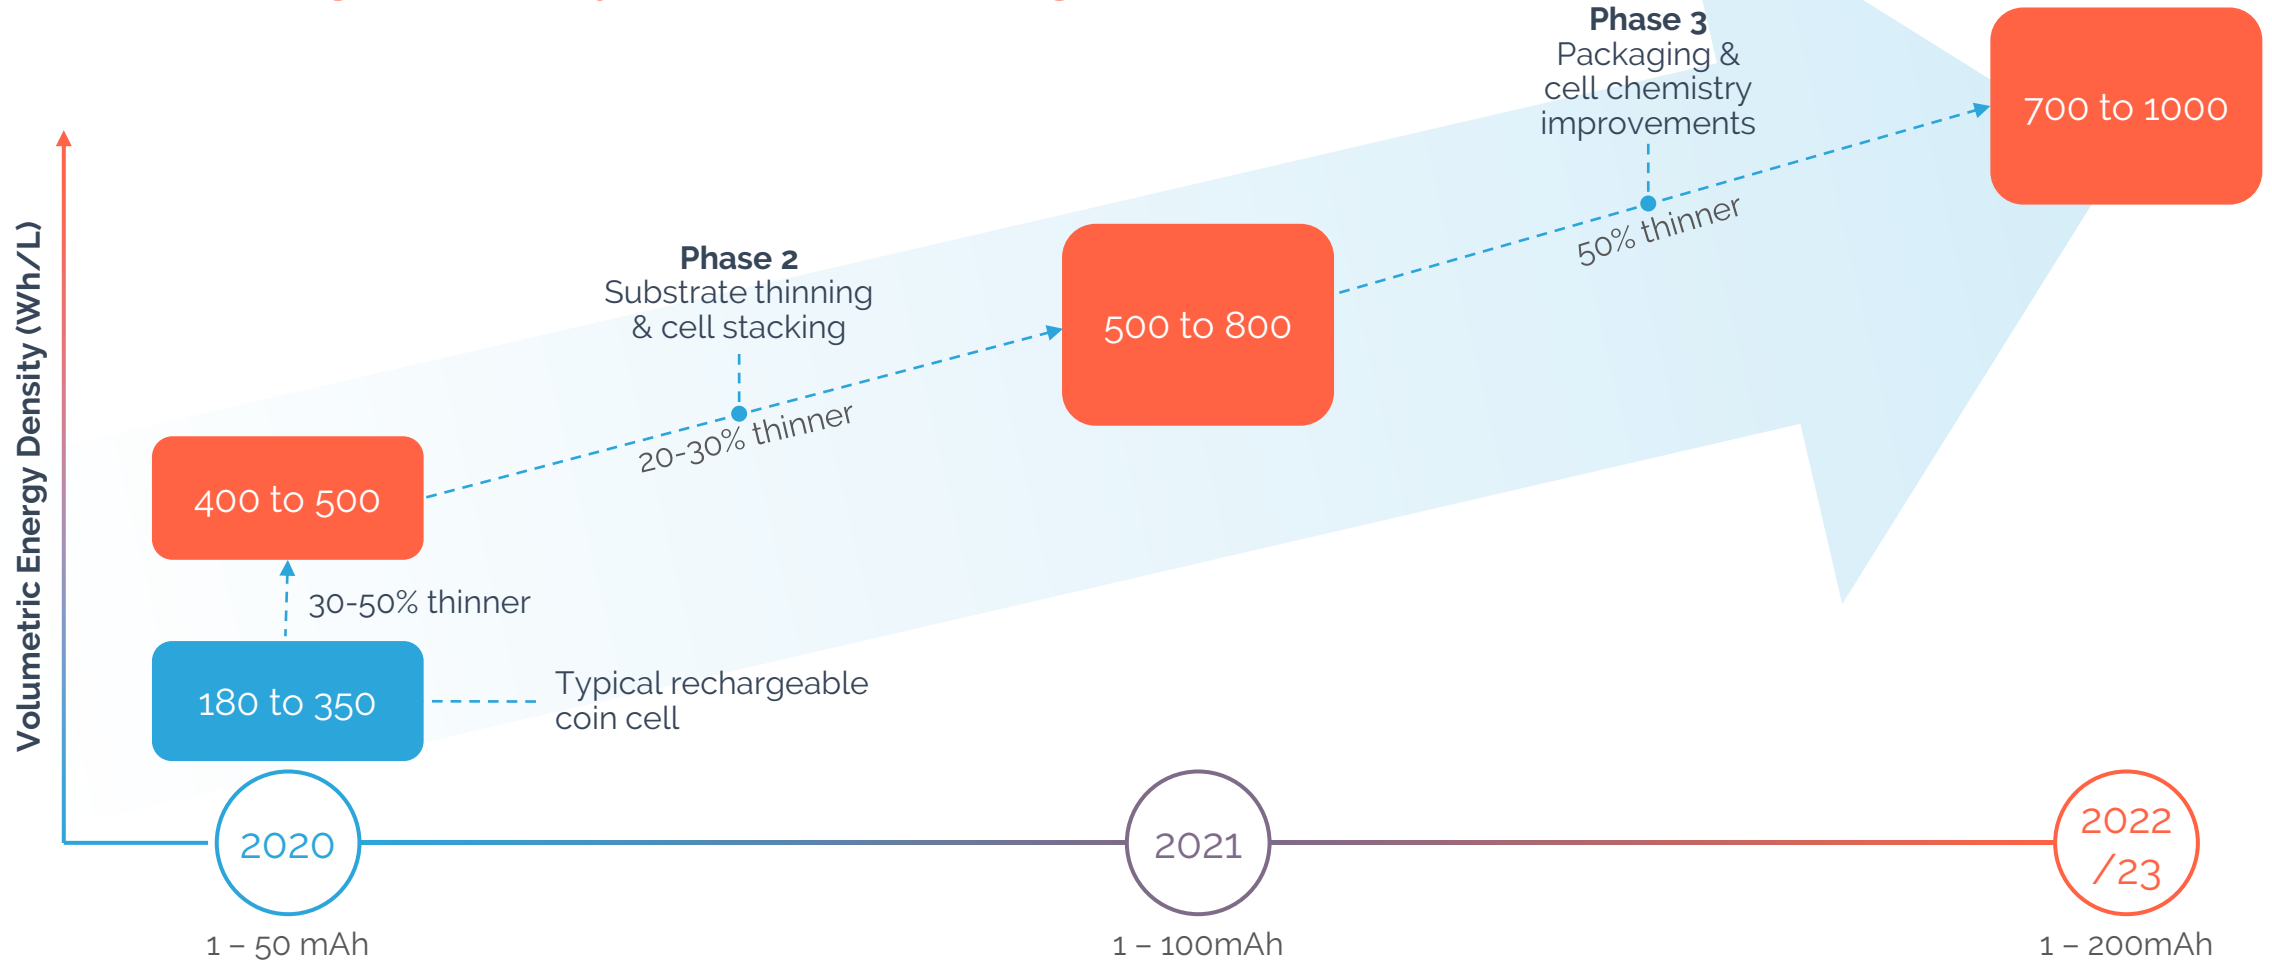 Phase 3
Packaging &
cell chemistry
improvements
700 to 1000
50% thinner
Phase 2
Substrate thinning
& cell stacking
500 to 800
20-30% thinner
Volumetric Energy Density (Wh/L)
400 to 500
30-50% thinner
180 to 350
Typical rechargeable
coin cell
2020
2021
2022
/23
1 – 50 mAh
1 – 100mAh
1 – 200mAh